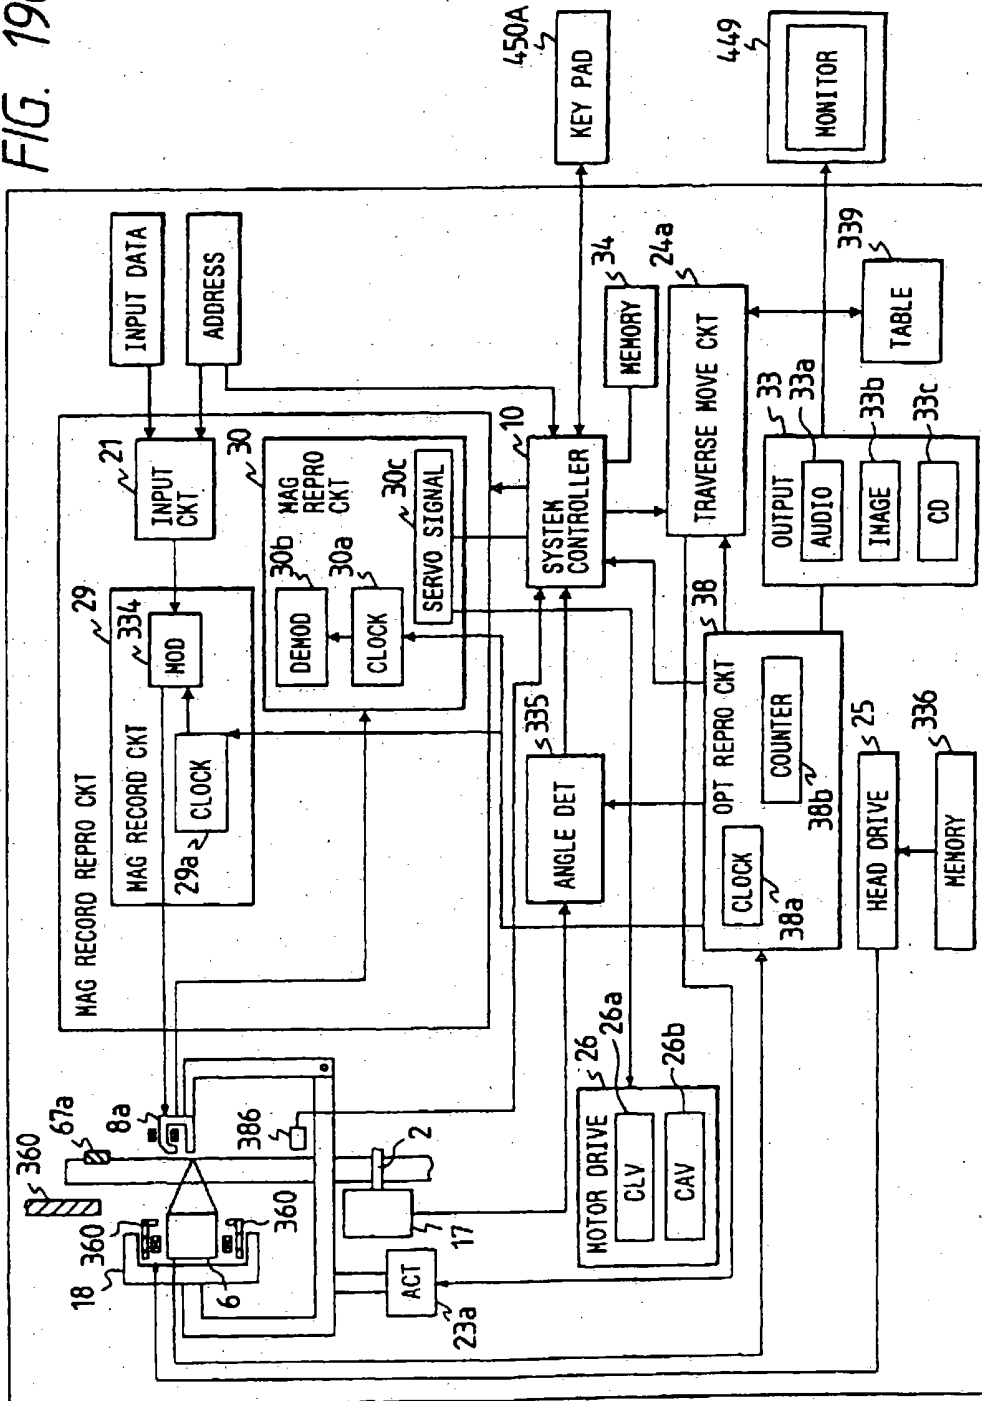 FIG. 19
INPUT DATA
ADDRESS
MAG RECORD REPRO CKT
21
INPUT
CKT
29
334
MOD
MAG RECORD CKT
CLOCK
29a
30
MAG
REPRO
CKT
30b
DEMOD
30a
CLOCK
30c
SERVO SIGNAL
450A
KEY PAD
449
MONITOR
10
SYSTEM
CONTROLLER
34
MEMORY
24a
TRAVERSE MOVE CKT
339
TABLE
33
OUTPUT
33a
AUDIO
33b
IMAGE
33c
CD
335
ANGLE DET
38
OPT REPRO CKT
CLOCK
38a
COUNTER
38b
25
HEAD DRIVE
336
MEMORY
26
MOTOR DRIVE
26a
CLV
26b
CAV
360
67a
8a
386
2
360
360
18
6
17
ACT
23a